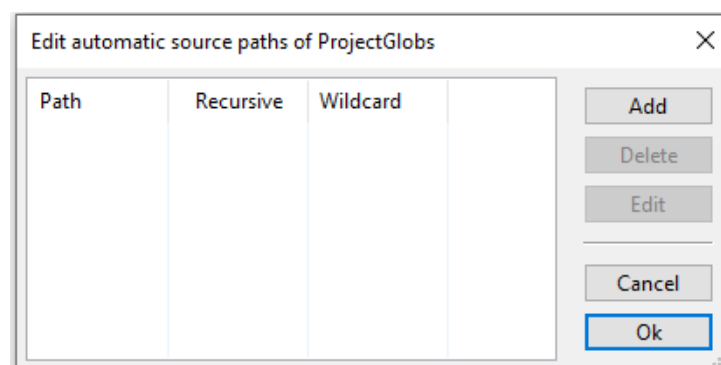 Edit automatic source paths of ProjectGlobs
Path Recursive Wildcard
Add
Delete
Edit
Cancel
Ok